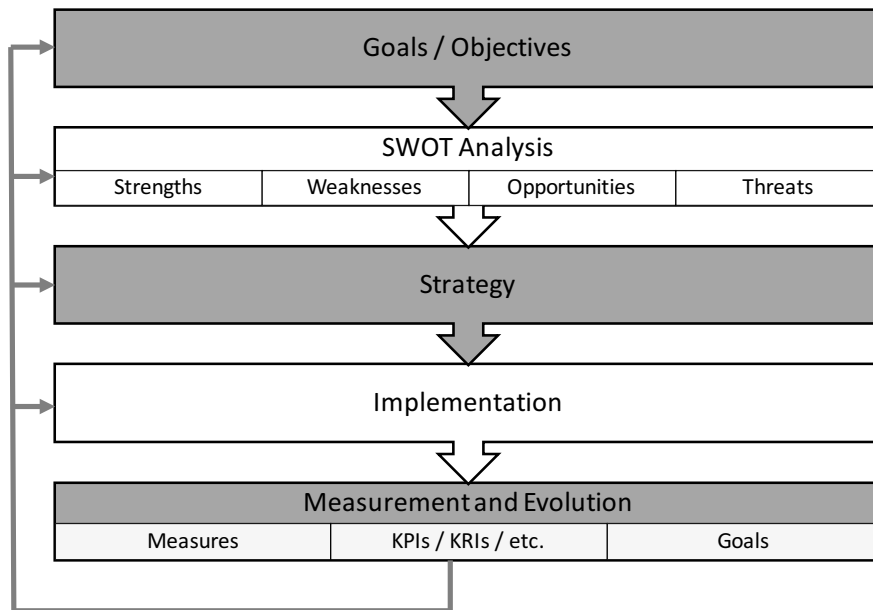 Goals / Objectives
SWOT Analysis
Strengths
Weaknesses
Opportunities
Threats
Strategy
Implementation
Measurement and Evolution
Measures
KPIs / KRIs / etc.
Goals